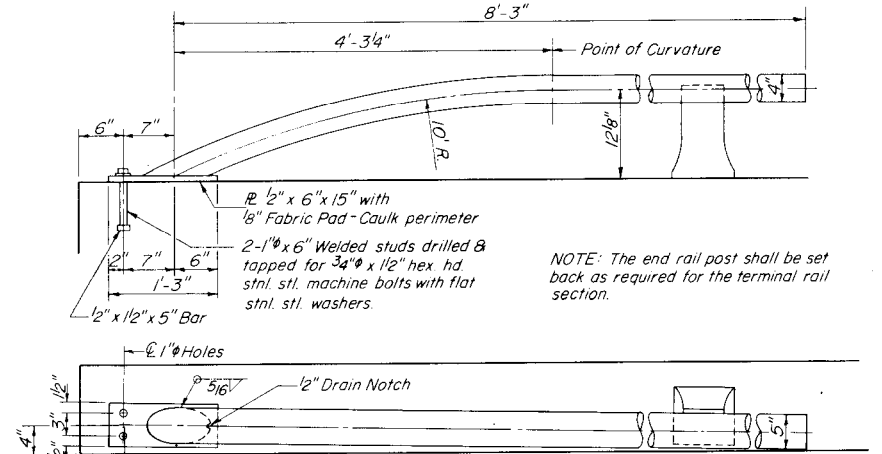 8'-3"
4'-3¼"
Point of Curvature
4"
6"
7"
10' R.
12⅛"
℄ ½" x 6" x 15" with
⅛" Fabric Pad-Caulk perimeter
2-1"ϕ x 6" Welded studs drilled &
tapped for ¾"ϕ x 1½" hex. hd.
stnl. stl. machine bolts with flat
stnl. stl. washers.
NOTE: The end rail post shall be set
back as required for the terminal rail
section.
2"
7"
6"
1'-3"
½" x 1½" x 5" Bar
℄ 1"ϕ Holes
5/16
½" Drain Notch
1½"
3"
4"
5"